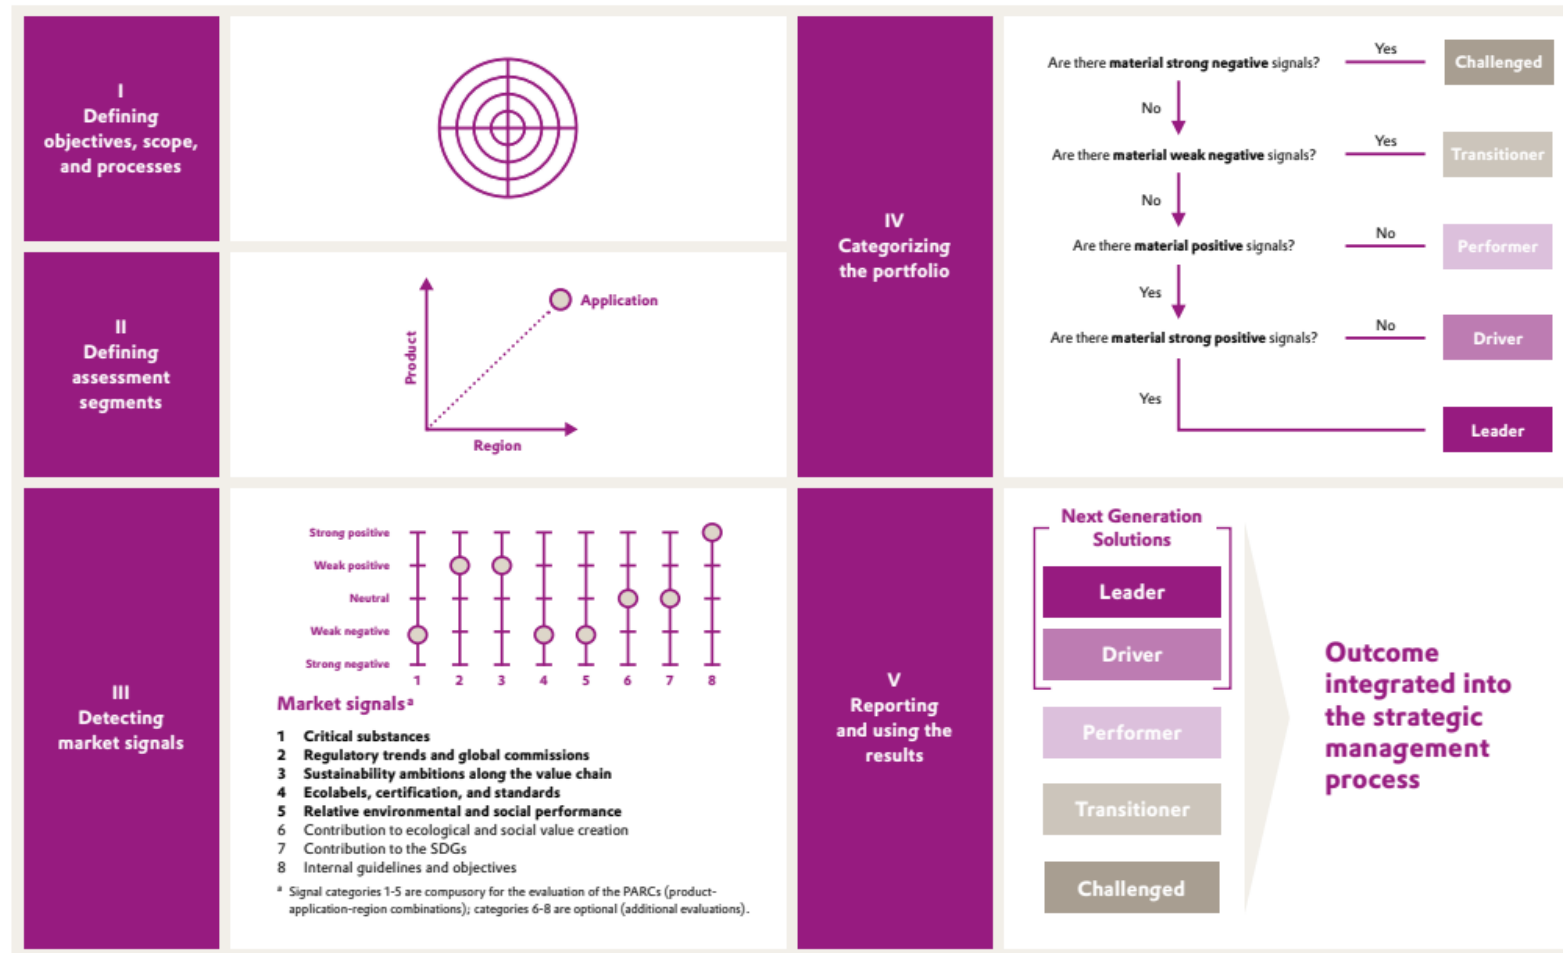 I
Defining
objectives, scope,
and processes
II
Defining
assessment
segments
Product
Application
Region
III
Detecting
market signals
Strong positive
Weak positive
Neutral
Weak negative
Strong negative
1 2 3 4 5 6 7 8
Market signalsᵃ
1 Critical substances
2 Regulatory trends and global commissions
3 Sustainability ambitions along the value chain
4 Ecolabels, certification, and standards
5 Relative environmental and social performance
6 Contribution to ecological and social value creation
7 Contribution to the SDGs
8 Internal guidelines and objectives
ᵃ Signal categories 1-5 are compusory for the evaluation of the PARCs (product-
application-region combinations); categories 6-8 are optional (additional evaluations).
IV
Categorizing
the portfolio
Are there material strong negative signals? Yes Challenged
No
Are there material weak negative signals? Yes Transitioner
No
Are there material positive signals? No Performer
Yes
Are there material strong positive signals? No Driver
Yes
Leader
V
Reporting
and using the
results
Next Generation
Solutions
Leader
Driver
Performer
Transitioner
Challenged
Outcome
integrated into
the strategic
management
process